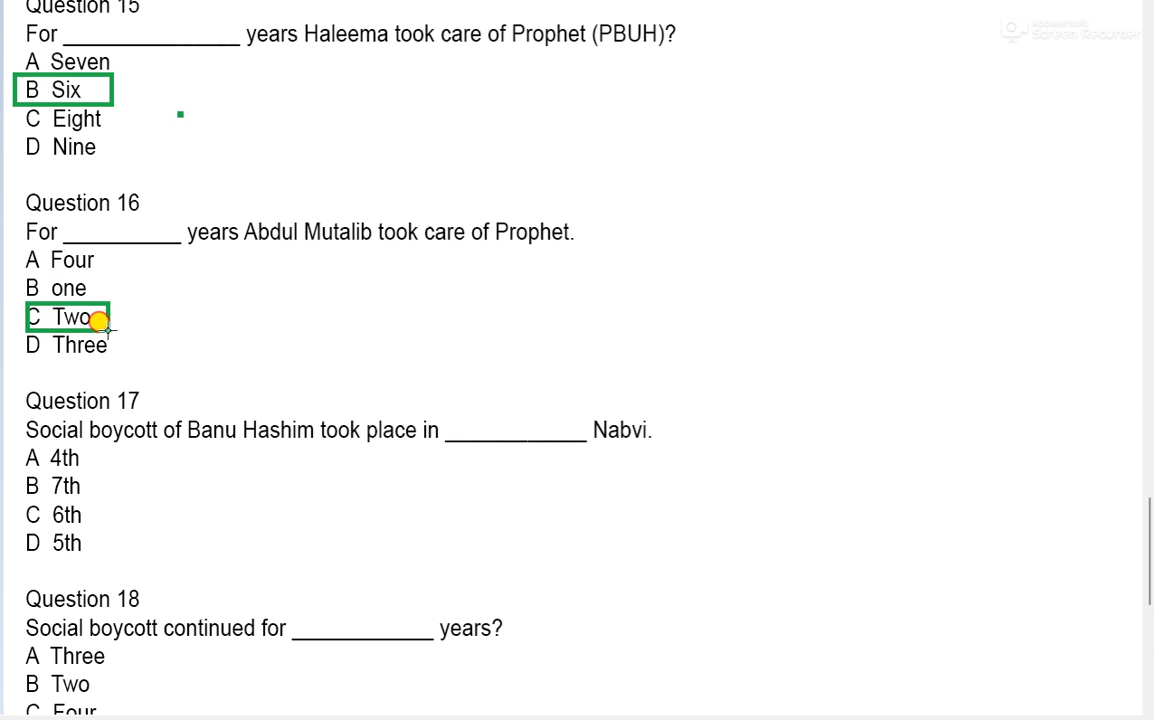 Question 15
For _______________ years Haleema took care of Prophet (PBUH)?
A Seven
B Six
C Eight
D Nine
Question 16
For __________ years Abdul Mutalib took care of Prophet.
A Four
B one
C Two
D Three
Question 17
Social boycott of Banu Hashim took place in ____________ Nabvi.
A 4th
B 7th
C 6th
D 5th
Question 18
Social boycott continued for ____________ years?
A Three
B Two
C Four
Apowersoft
Screen Recorder